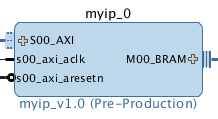 myip_0
S00_AXI
s00_axi_aclk M00_BRAM
s00_axi_aresetn
myip_v1.0 (Pre-Production)